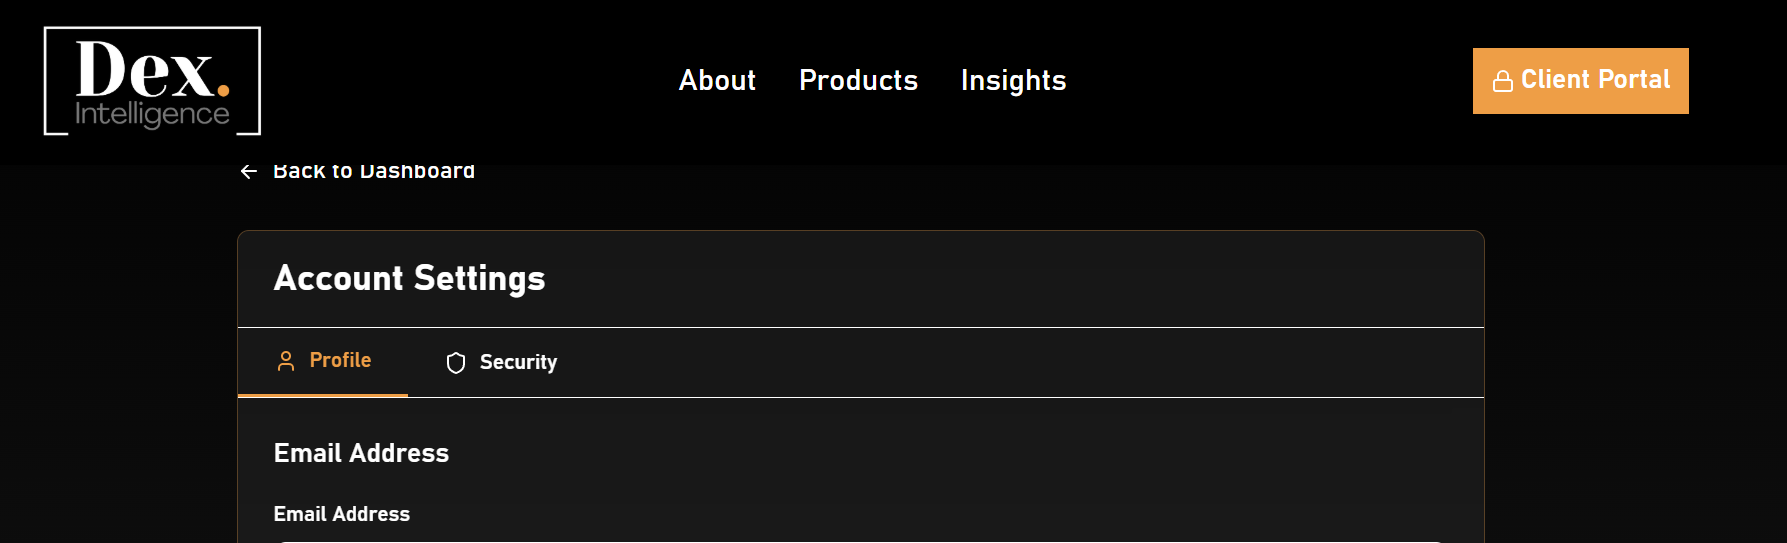 Dex.
Intelligence
About Products Insights
Client Portal
Back to Dashboard
Account Settings
Profile Security
Email Address
Email Address